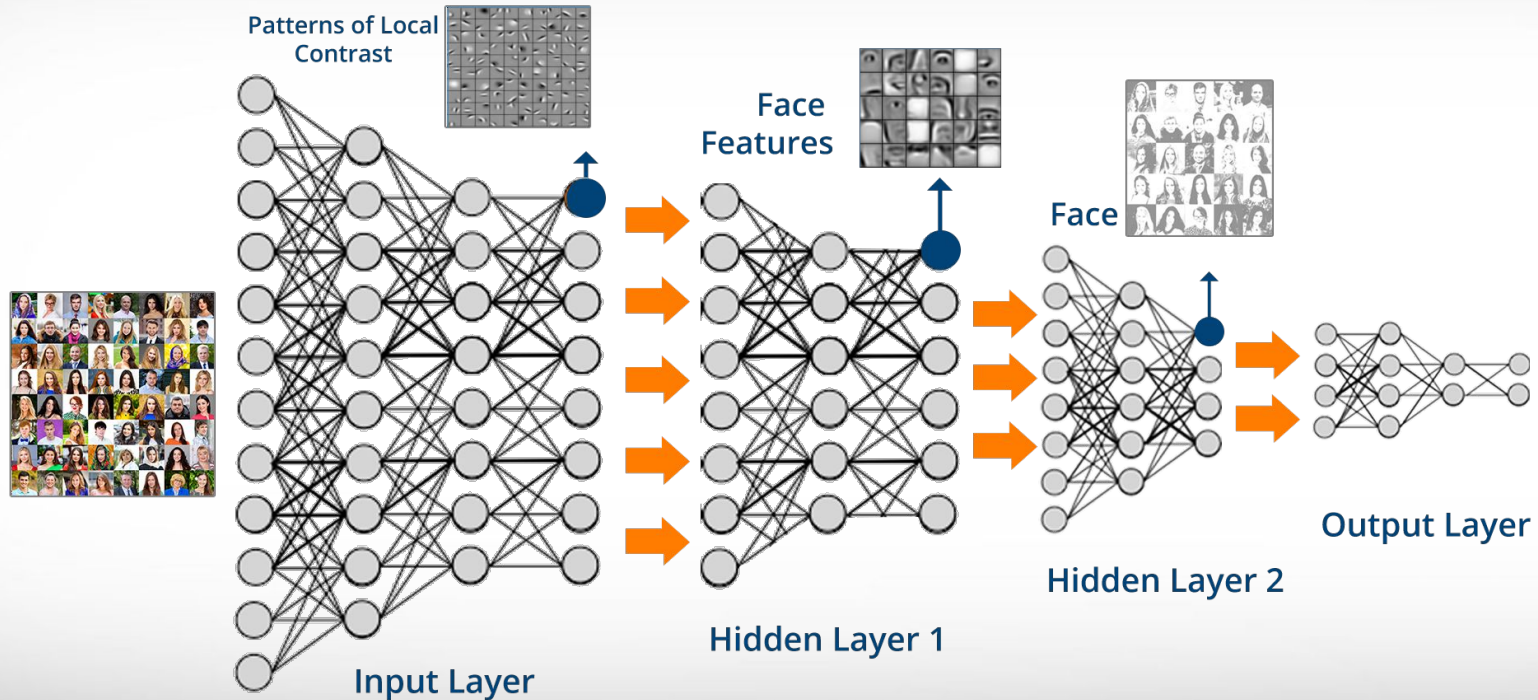 Patterns of Local
Contrast
Face
Features
Face
Output Layer
Hidden Layer 2
Hidden Layer 1
Input Layer